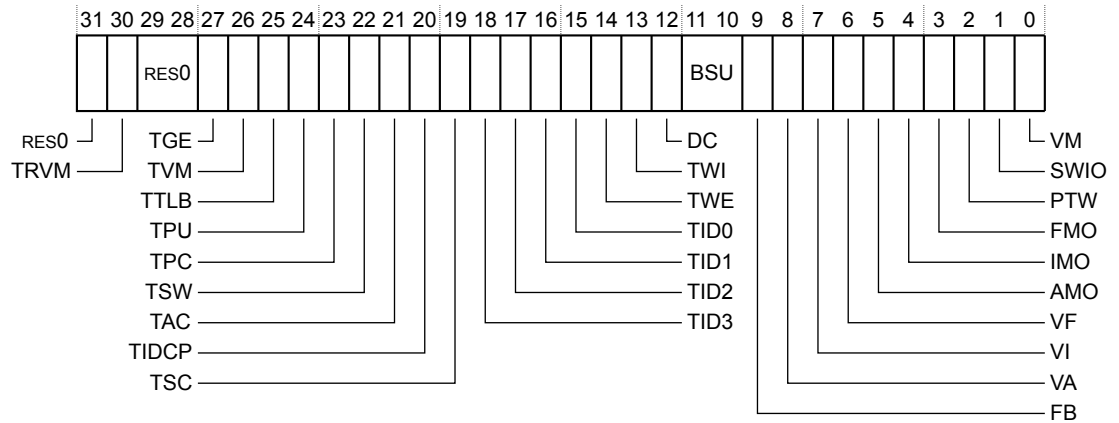 31 30 29 28 27 26 25 24 23 22 21 20 19 18 17 16 15 14 13 12 11 10 9 8 7 6 5 4 3 2 1 0
RES0 BSU
RES0 TGE DC VM
TRVM TVM TWI SWIO
TTLB TWE PTW
TPU TID0 FMO
TPC TID1 IMO
TSW TID2 AMO
TAC TID3 VF
TIDCP VI
TSC VA
FB